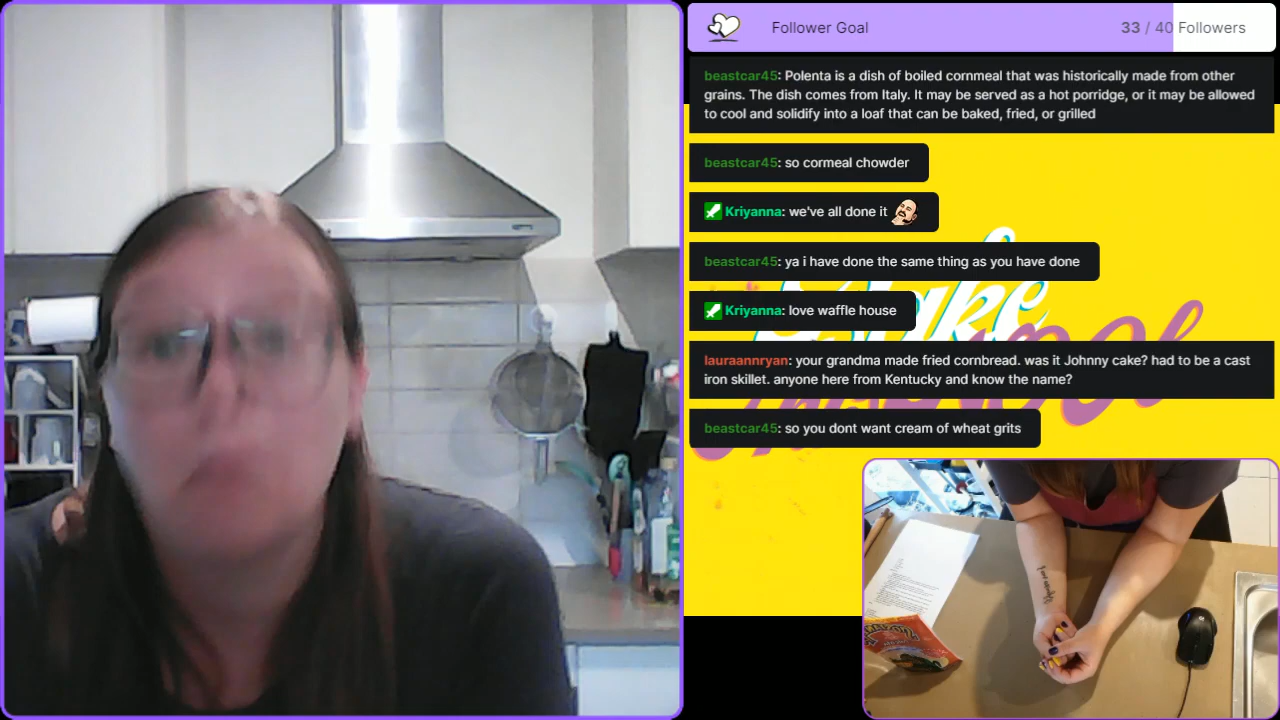 Follower Goal
33 / 40 Followers
beastcar45: Polenta is a dish of boiled cornmeal that was historically made from other
grains. The dish comes from Italy. It may be served as a hot porridge, or it may be allowed
to cool and solidify into a loaf that can be baked, fried, or grilled
beastcar45: so cormeal chowder
Kriyanna: we've all done it
beastcar45: ya i have done the same thing as you have done
Kriyanna: love waffle house
lauraannryan: your grandma made fried cornbread. was it Johnny cake? had to be a cast
iron skillet. anyone here from Kentucky and know the name?
beastcar45: so you dont want cream of wheat grits